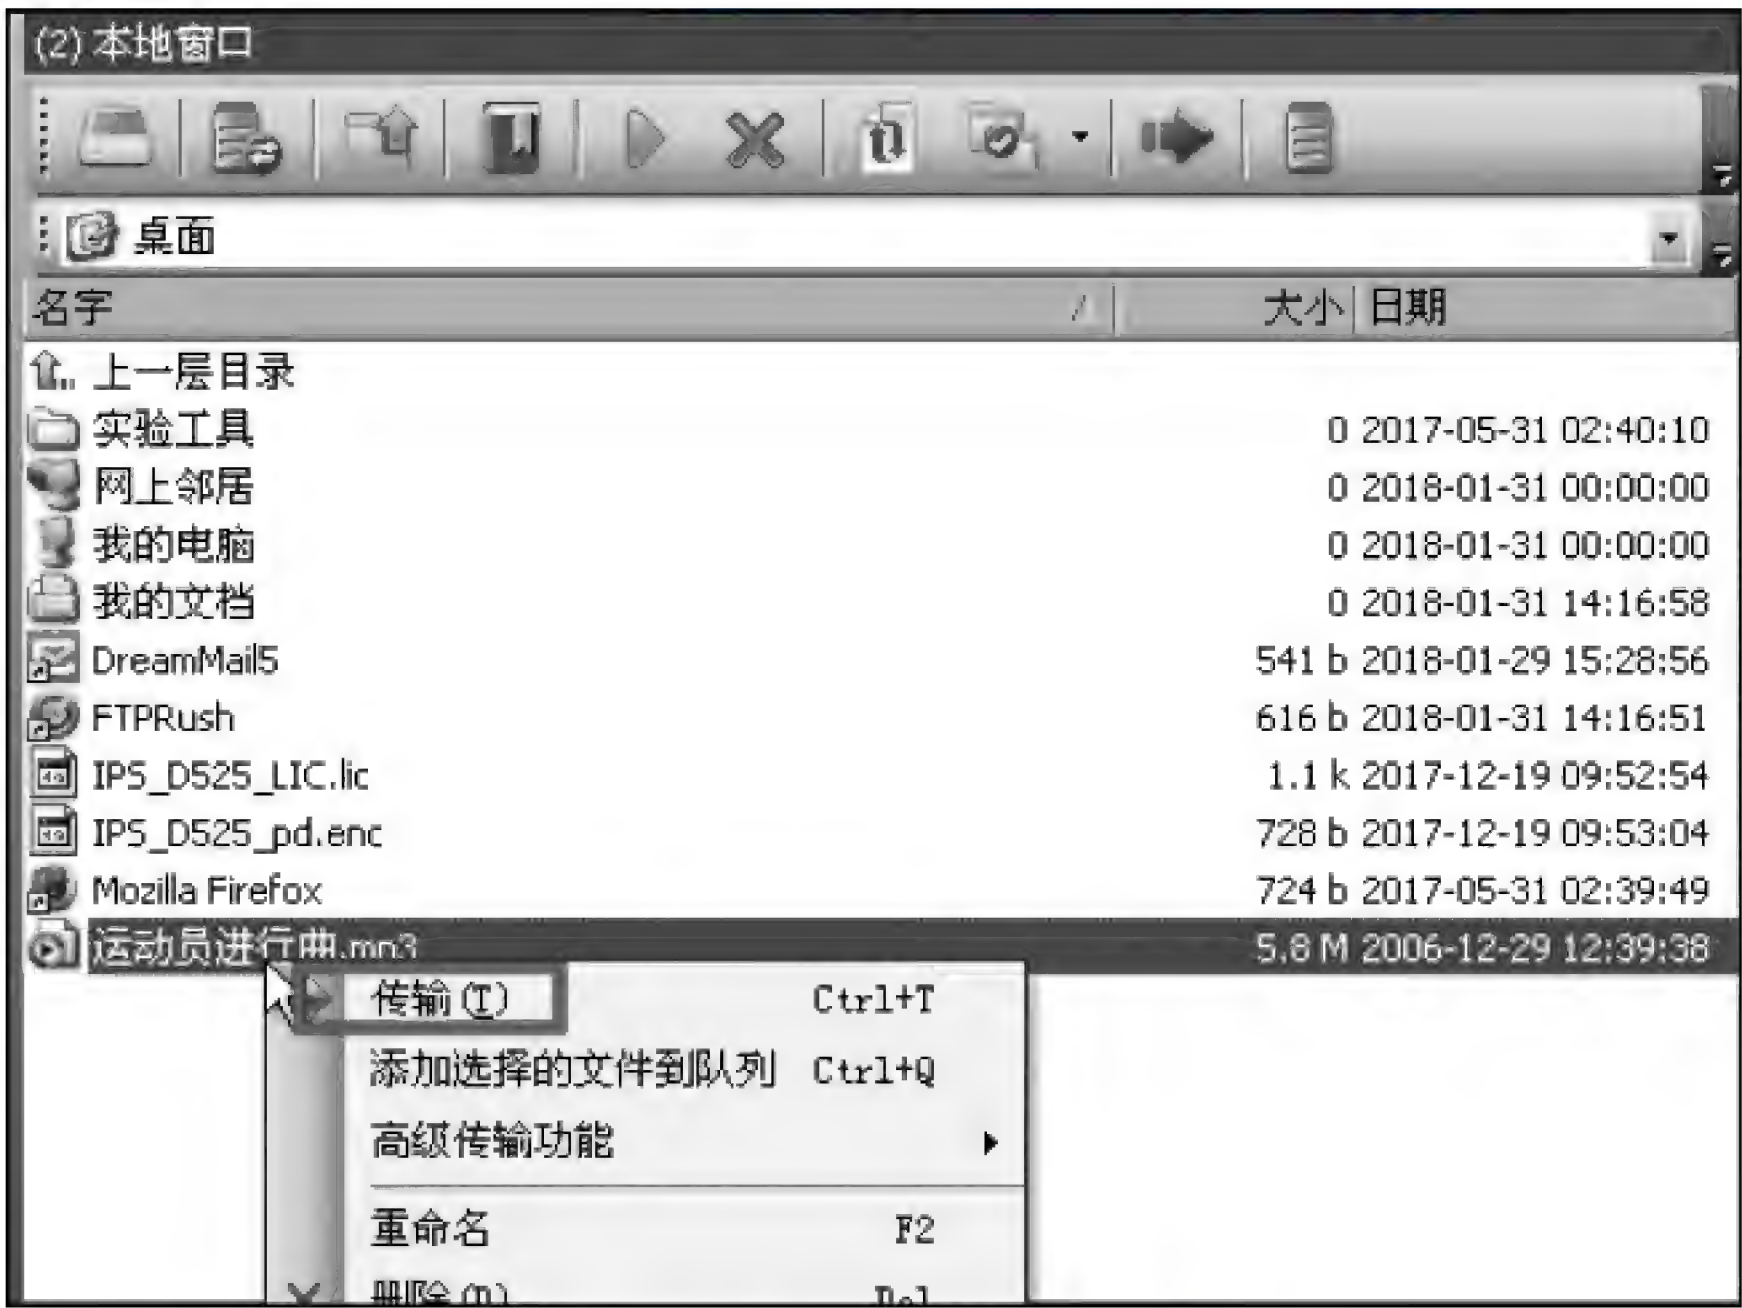 (2) 本地窗口
桌面
名字 大小 日期
上一层目录
实验工具 0 2017-05-31 02:40:10
网上邻居 0 2018-01-31 00:00:00
我的电脑 0 2018-01-31 00:00:00
我的文档 0 2018-01-31 14:16:58
DreamMail5 541 b 2018-01-29 15:28:56
FTPRush 616 b 2018-01-31 14:16:51
IPS_D525_LIC.lic 1.1 k 2017-12-19 09:52:54
IPS_D525_pd.enc 728 b 2017-12-19 09:53:04
Mozilla Firefox 724 b 2017-05-31 02:39:49
运动员进行曲.mp3 5.8 M 2006-12-29 12:39:38
传输(T) Ctrl+T
添加选择的文件到队列 Ctrl+Q
高级传输功能
重命名 F2
删除(D) Del